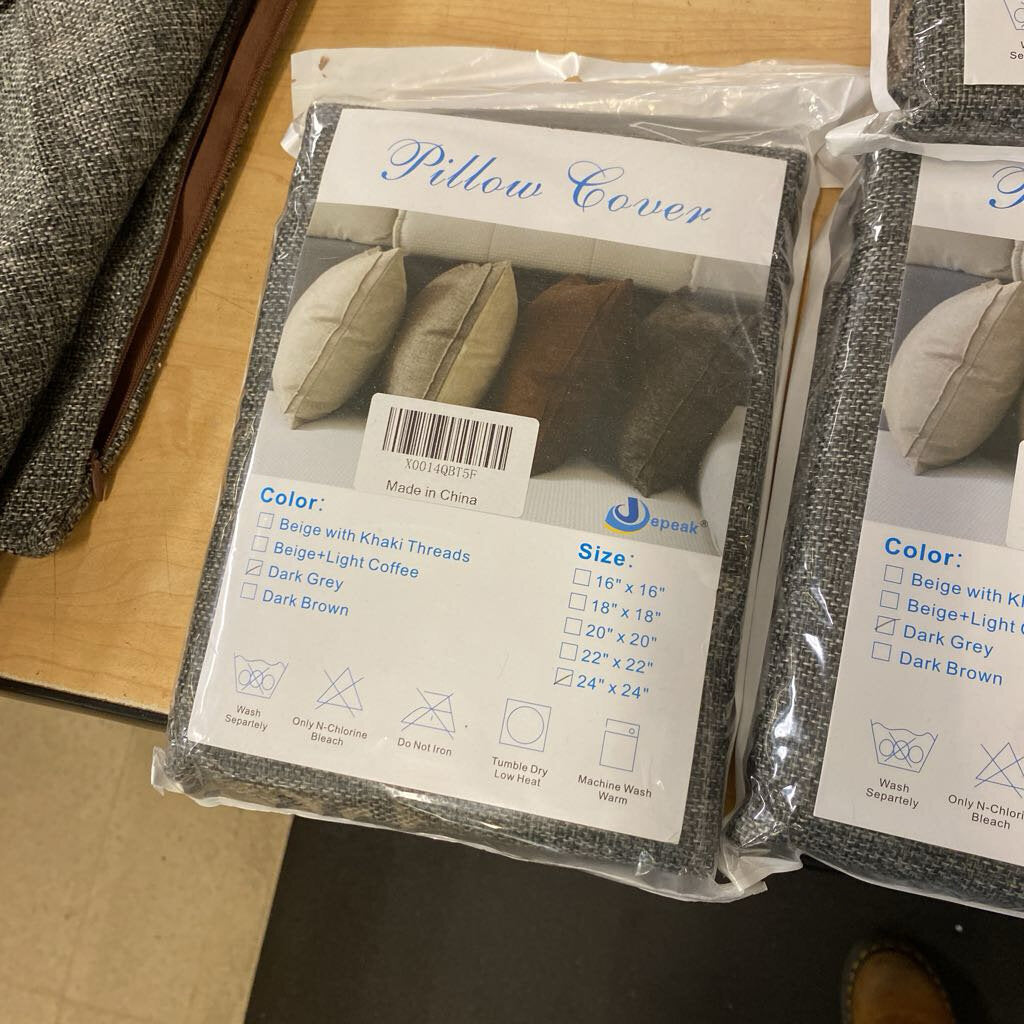 Pillow Cover
X0014QBT5F
Made in China
Jepeak®
Color:
Beige with Khaki Threads
Beige+Light Coffee
Dark Grey
Dark Brown
Size:
16" x 16"
18" x 18"
20" x 20"
22" x 22"
24" x 24"
Wash
Separtely
Only N-Chlorine
Bleach
Do Not Iron
Tumble Dry
Low Heat
Machine Wash
Warm
P
Color:
Beige with K
Beige+Light
Dark Grey
Dark Brown
Wash
Separtely
Only N-Chlori
Bleach